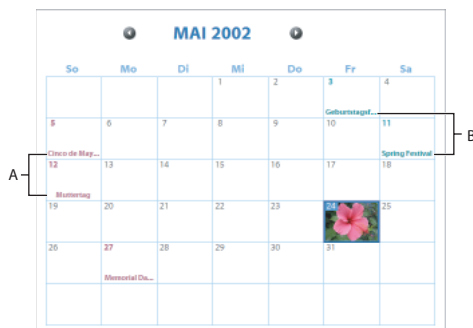 MAI 2002
So Mo Di Mi Do Fr Sa
1 2 3 4
Geburtstagsf...
5 6 7 8 9 10 11
Cinco de May... Spring Festival
B
A
12 13 14 15 16 17 18
Muttertag
19 20 21 22 23 24 25
26 27 28 29 30 31
Memorial Da...